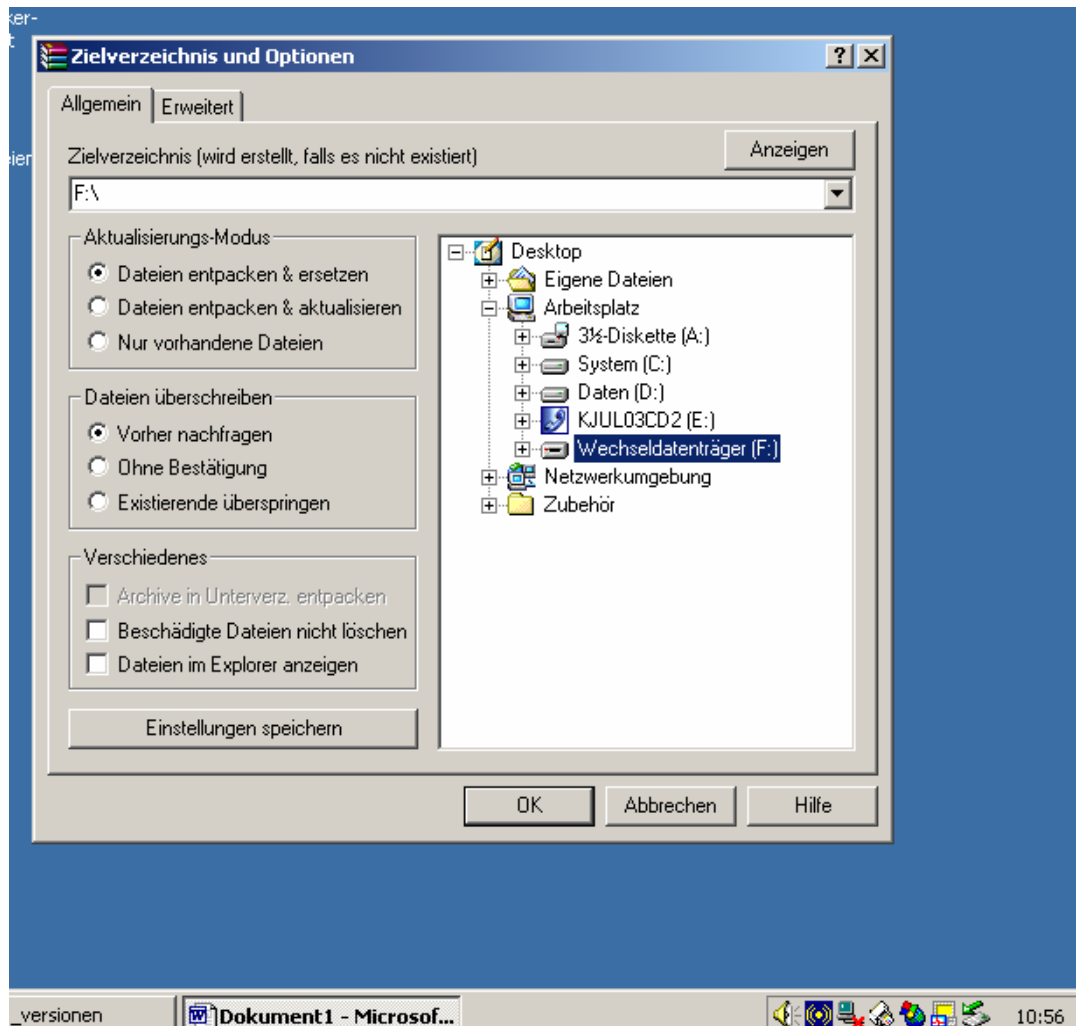 ker-
t
Zielverzeichnis und Optionen
Allgemein
Erweitert
eier
Zielverzeichnis (wird erstellt, falls es nicht existiert)
Anzeigen
F:\
Aktualisierungs-Modus
Dateien entpacken & ersetzen
Dateien entpacken & aktualisieren
Nur vorhandene Dateien
Dateien überschreiben
Vorher nachfragen
Ohne Bestätigung
Existierende überspringen
Verschiedenes
Archive in Unterverz. entpacken
Beschädigte Dateien nicht löschen
Dateien im Explorer anzeigen
Einstellungen speichern
Desktop
Eigene Dateien
Arbeitsplatz
3½-Diskette (A:)
System (C:)
Daten (D:)
KJUL03CD2 (E:)
Wechseldatenträger (F:)
Netzwerkumgebung
Zubehör
OK
Abbrechen
Hilfe
_versionen
Dokument1 - Microsof...
10:56